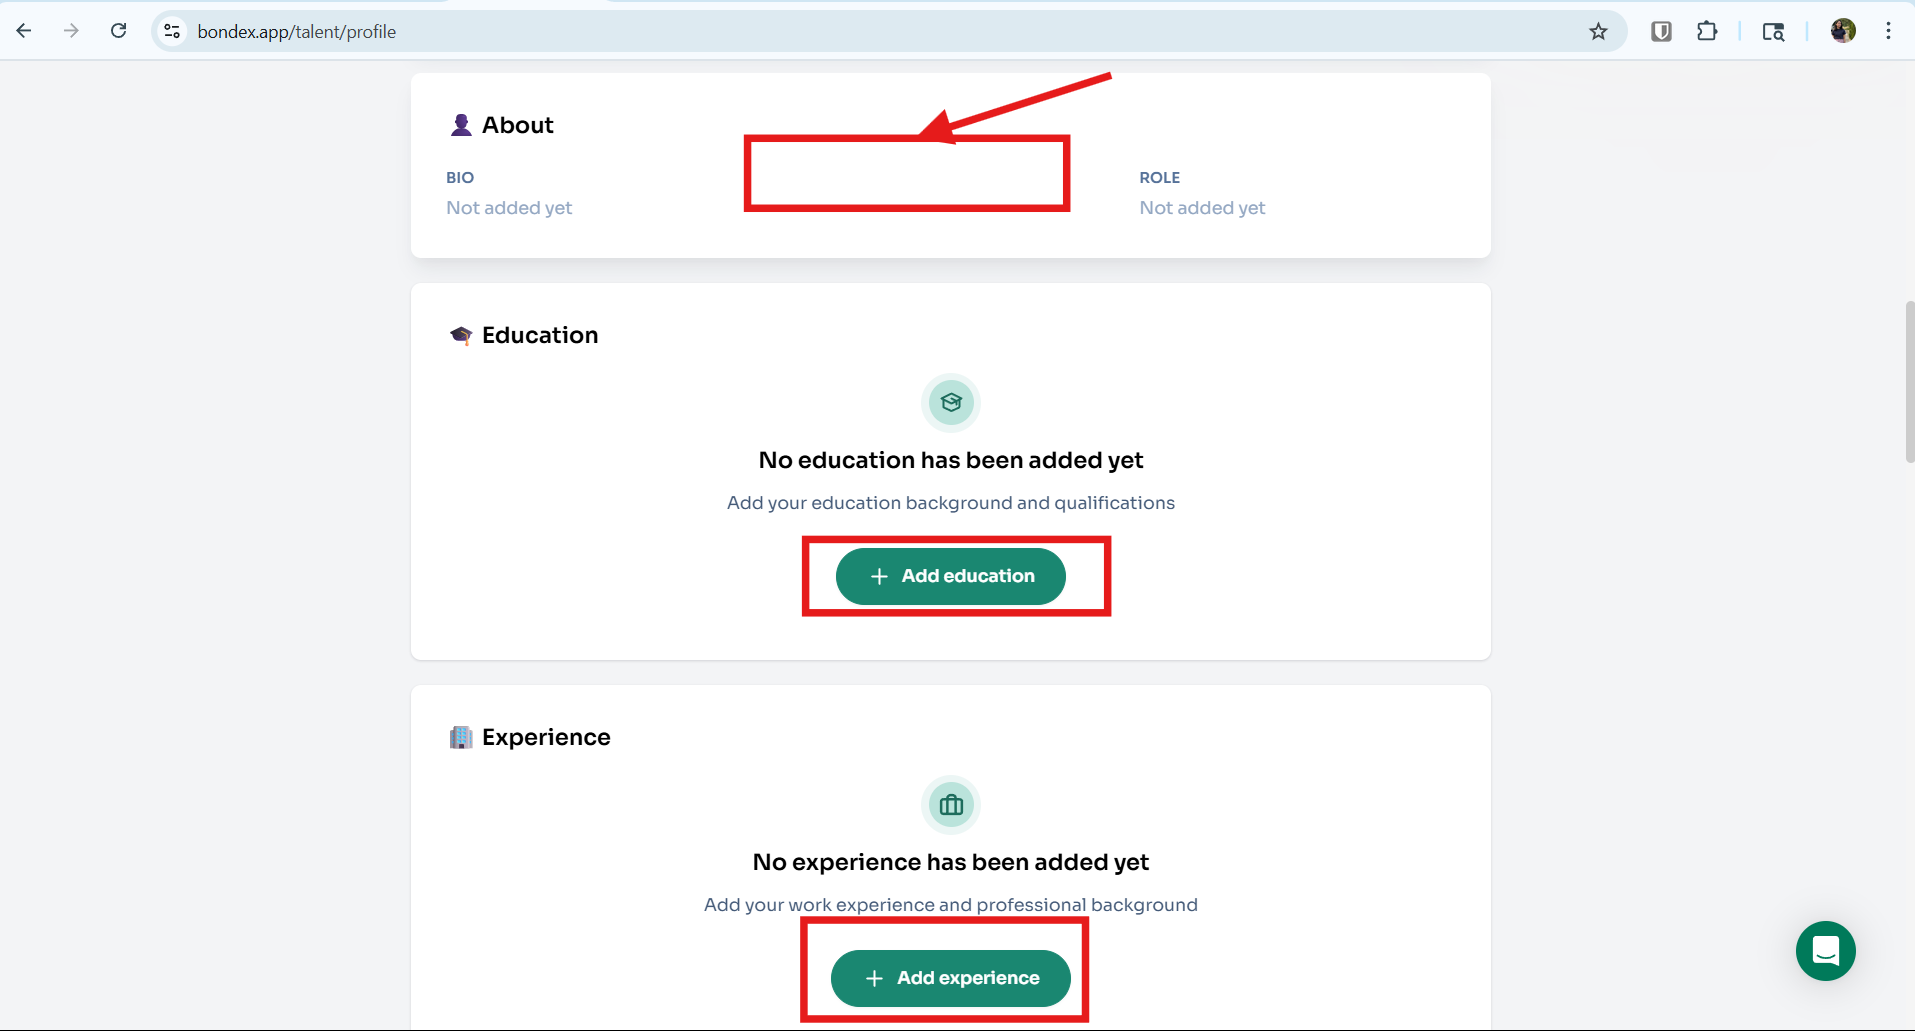 bondex.app/talent/profile
About
BIO
Not added yet
ROLE
Not added yet
Education
No education has been added yet
Add your education background and qualifications
+ Add education
Experience
No experience has been added yet
Add your work experience and professional background
+ Add experience